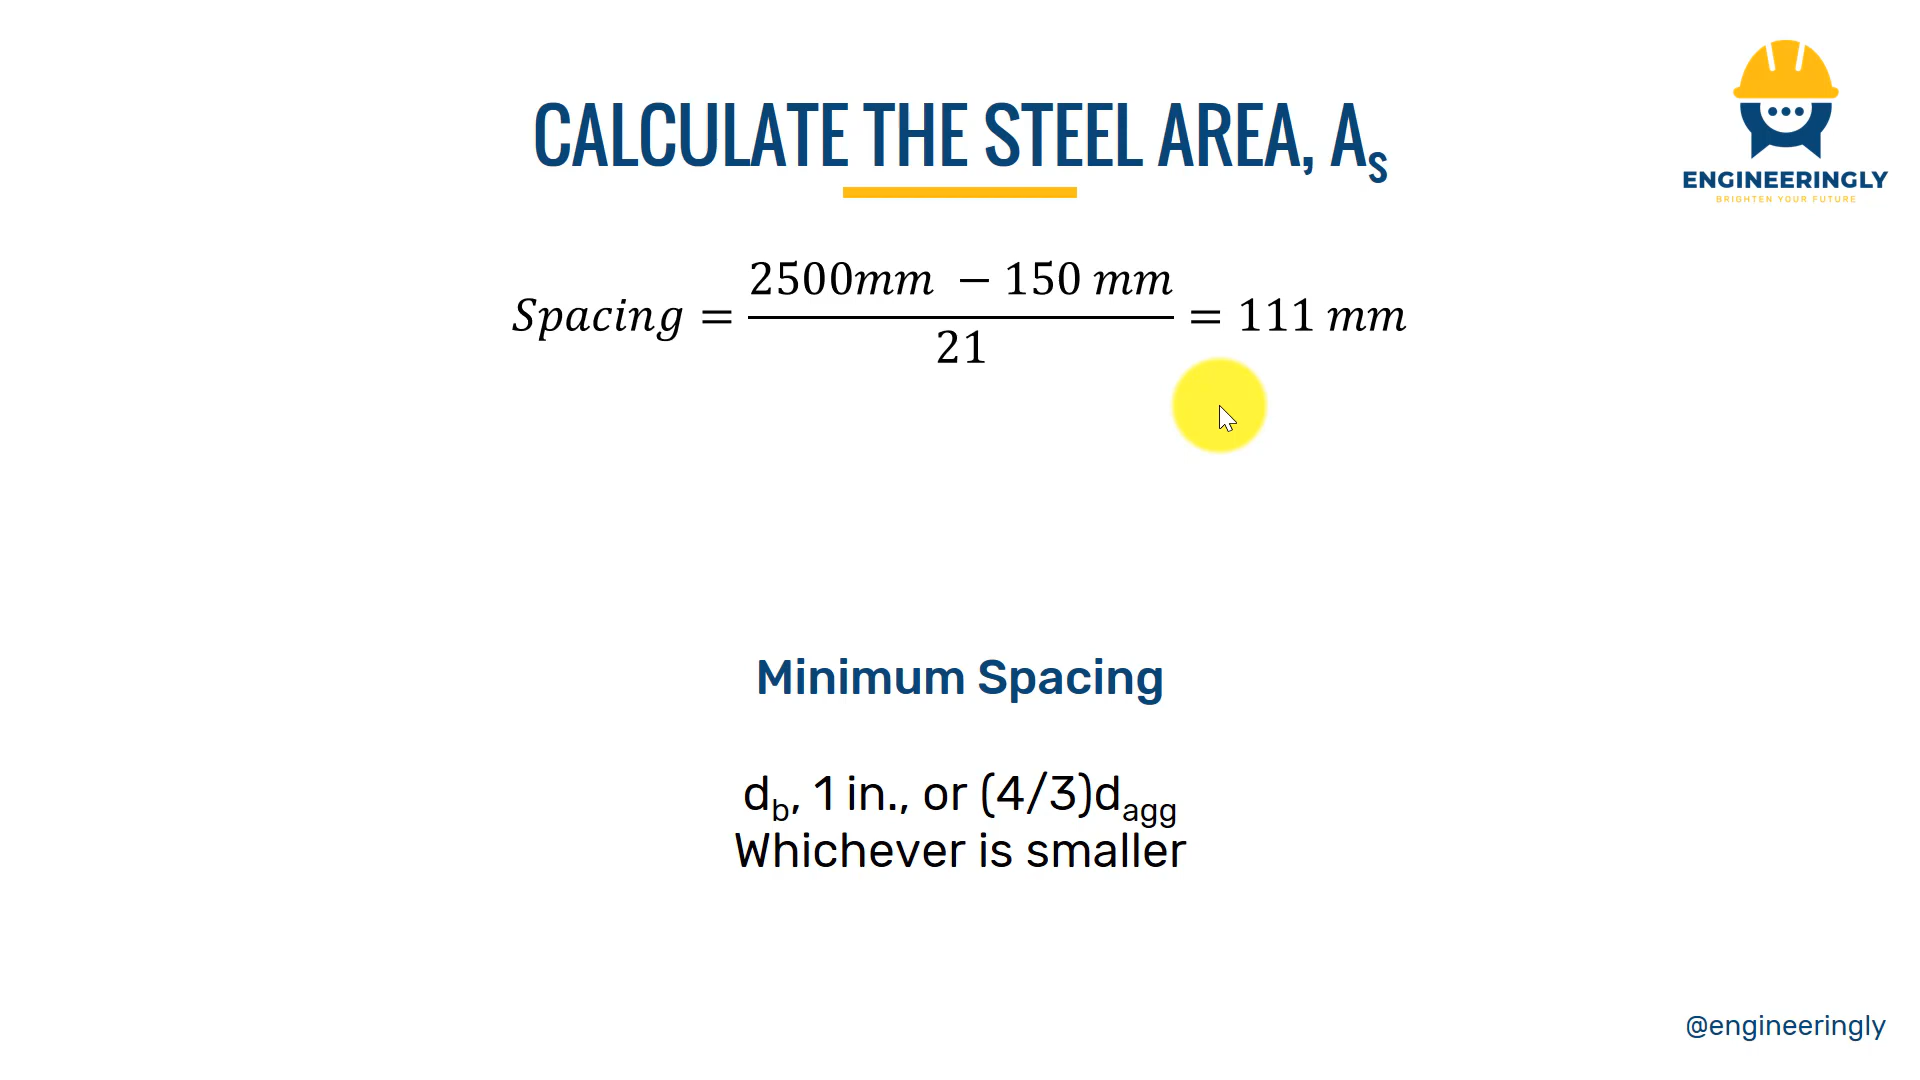 CALCULATE THE STEEL AREA, As
ENGINEERINGLY
BRIGHTEN YOUR FUTURE
Spacing = (2500mm − 150 mm)/21 = 111 mm
Minimum Spacing
db, 1 in., or (4/3)dagg
Whichever is smaller
@engineeringly